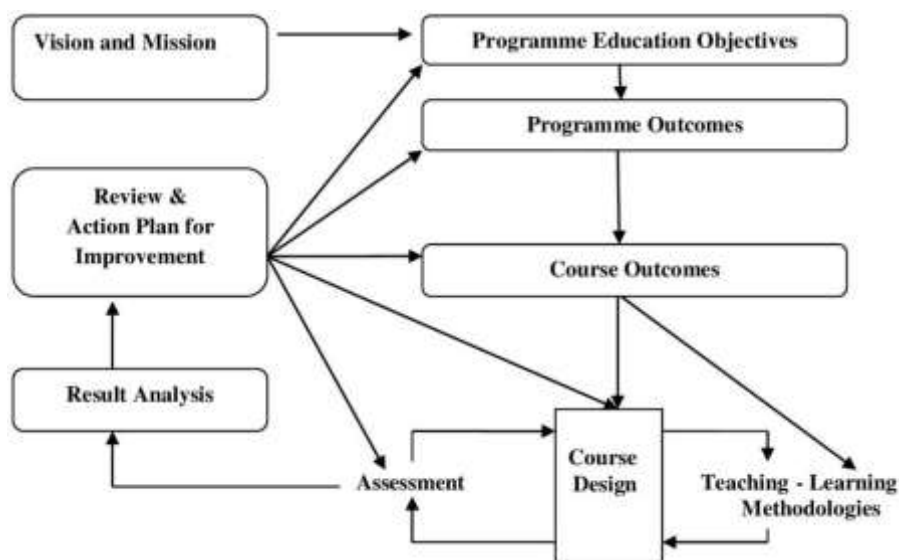 Vision and Mission
Programme Education Objectives
Programme Outcomes
Review &
Action Plan for
Improvement
Course Outcomes
Result Analysis
Assessment
Course
Design
Teaching - Learning
Methodologies